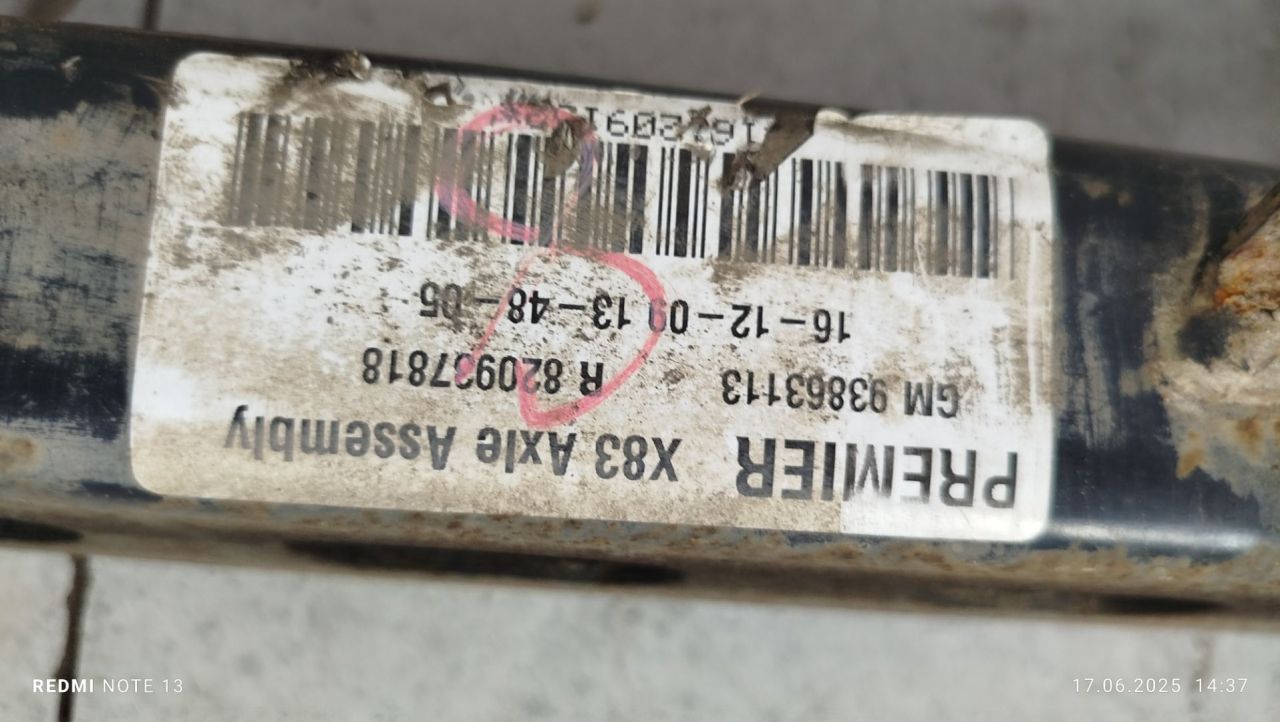 PREMIER X83 Axle Assembly
GM 93863113 R 820937818
16-12-09 13-48-05
REDMI NOTE 13
17.06.2025 14:37